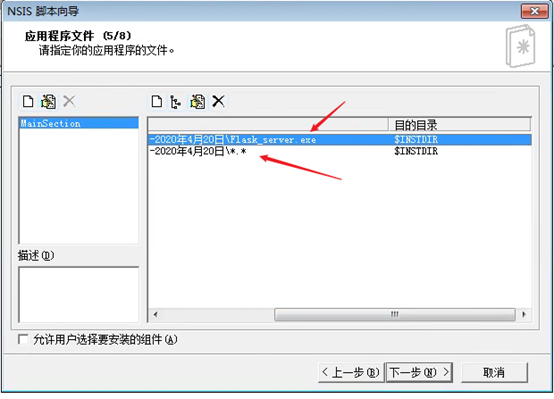 NSIS 脚本向导
应用程序文件 (5/8)
请指定你的应用程序的文件。
MainSection
目的目录
-2020年4月20日\Flask_server.exe $INSTDIR
-2020年4月20日\*.* $INSTDIR
描述(D)
允许用户选择要安装的组件(A)
< 上一步(B) 下一步(N) > 取消